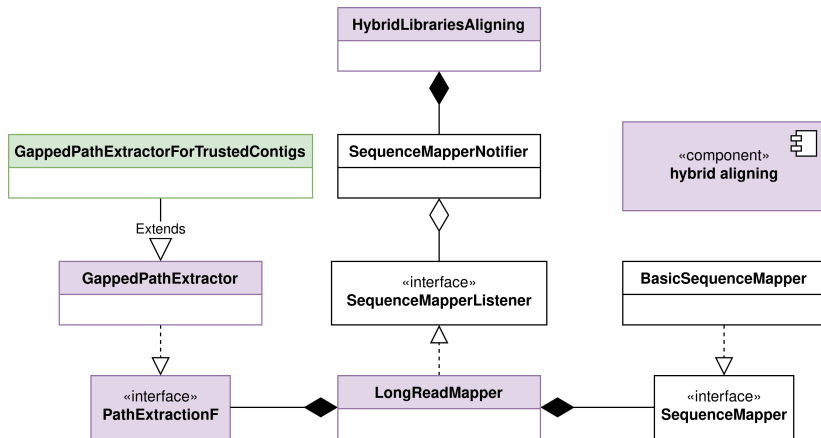 HybridLibrariesAligning
GappedPathExtractorForTrustedContigs
SequenceMapperNotifier
«component»
hybrid aligning
Extends
GappedPathExtractor
«interface»
SequenceMapperListener
BasicSequenceMapper
«interface»
PathExtractionF
LongReadMapper
«interface»
SequenceMapper